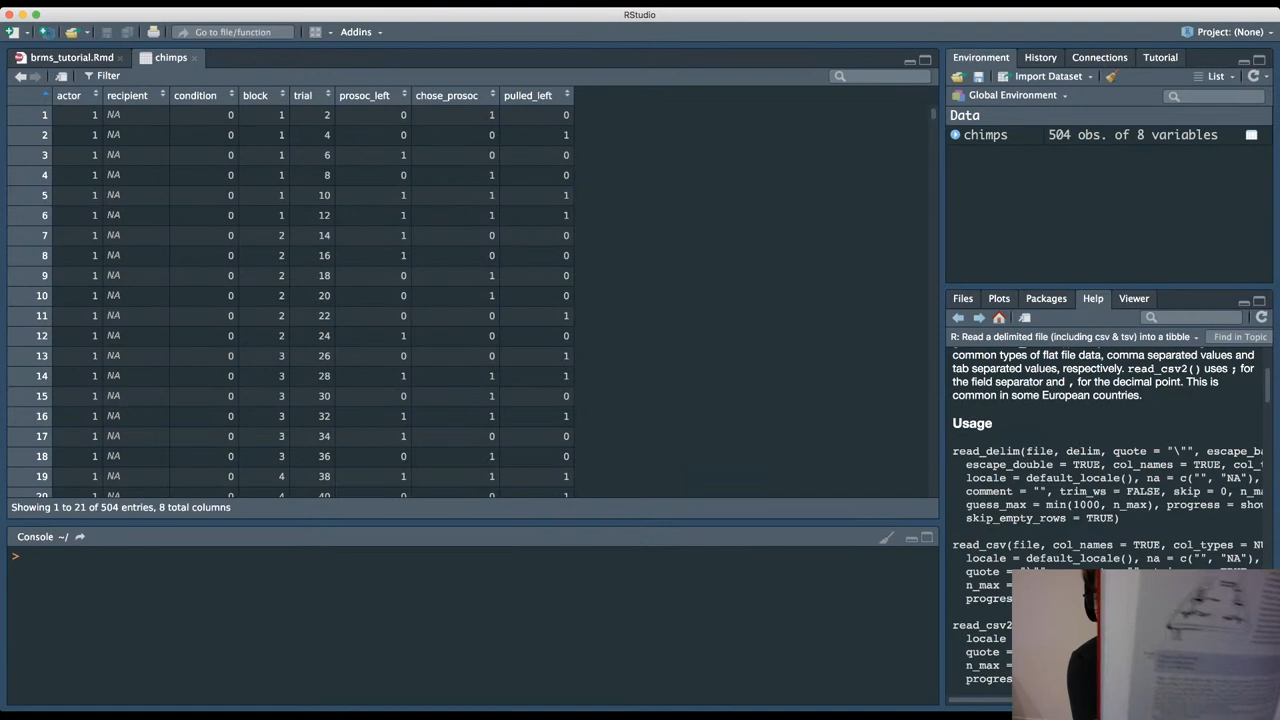 RStudio
Go to file/function
Addins
Project: (None)
brms_tutorial.Rmd
chimps
Filter
actor recipient condition block trial prosoc_left chose_prosoc pulled_left
1 1 NA 0 1 2 0 1 0
2 1 NA 0 1 4 0 0 1
3 1 NA 0 1 6 1 0 0
4 1 NA 0 1 8 0 1 0
5 1 NA 0 1 10 1 1 1
6 1 NA 0 1 12 1 1 1
7 1 NA 0 2 14 1 0 0
8 1 NA 0 2 16 1 0 0
9 1 NA 0 2 18 0 1 0
10 1 NA 0 2 20 0 1 0
11 1 NA 0 2 22 0 0 1
12 1 NA 0 2 24 1 0 0
13 1 NA 0 3 26 0 0 1
14 1 NA 0 3 28 1 1 1
15 1 NA 0 3 30 0 1 0
16 1 NA 0 3 32 1 1 1
17 1 NA 0 3 34 1 0 0
18 1 NA 0 3 36 0 1 0
19 1 NA 0 4 38 1 1 1
20 1 NA 0 4 40 0 0 1
Showing 1 to 21 of 504 entries, 8 total columns
Console ~/
>
Environment History Connections Tutorial
Import Dataset List
Global Environment
Data
chimps 504 obs. of 8 variables
Files Plots Packages Help Viewer
R: Read a delimited file (including csv & tsv) into a tibble Find in Topic
common types of flat file data, comma separated values and
tab separated values, respectively. read_csv2() uses ; for
the field separator and , for the decimal point. This is
common in some European countries.
Usage
read_delim(file, delim, quote = "\"", escape_ba
escape_double = TRUE, col_names = TRUE, col_t
locale = default_locale(), na = c("", "NA"),
comment = "", trim_ws = FALSE, skip = 0, n_ma
guess_max = min(1000, n_max), progress = show
skip_empty_rows = TRUE)
read_csv(file, col_names = TRUE, col_types = NU
locale = default_locale(), na = c("", "NA"),
quote = "\""
n_max =
progres
read_csv2
locale
quote =
n_max =
progres